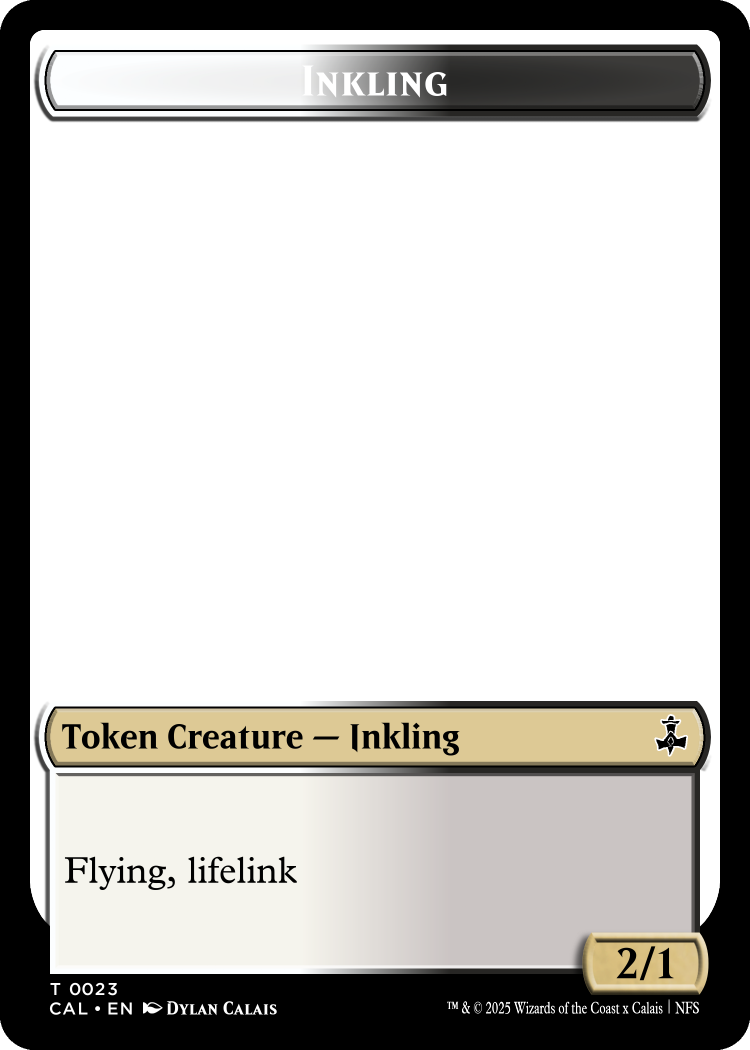 Inkling
Token Creature — Inkling
Flying, lifelink
2/1
T 0023
CAL • EN Dylan Calais
™ & © 2025 Wizards of the Coast x Calais | NFS